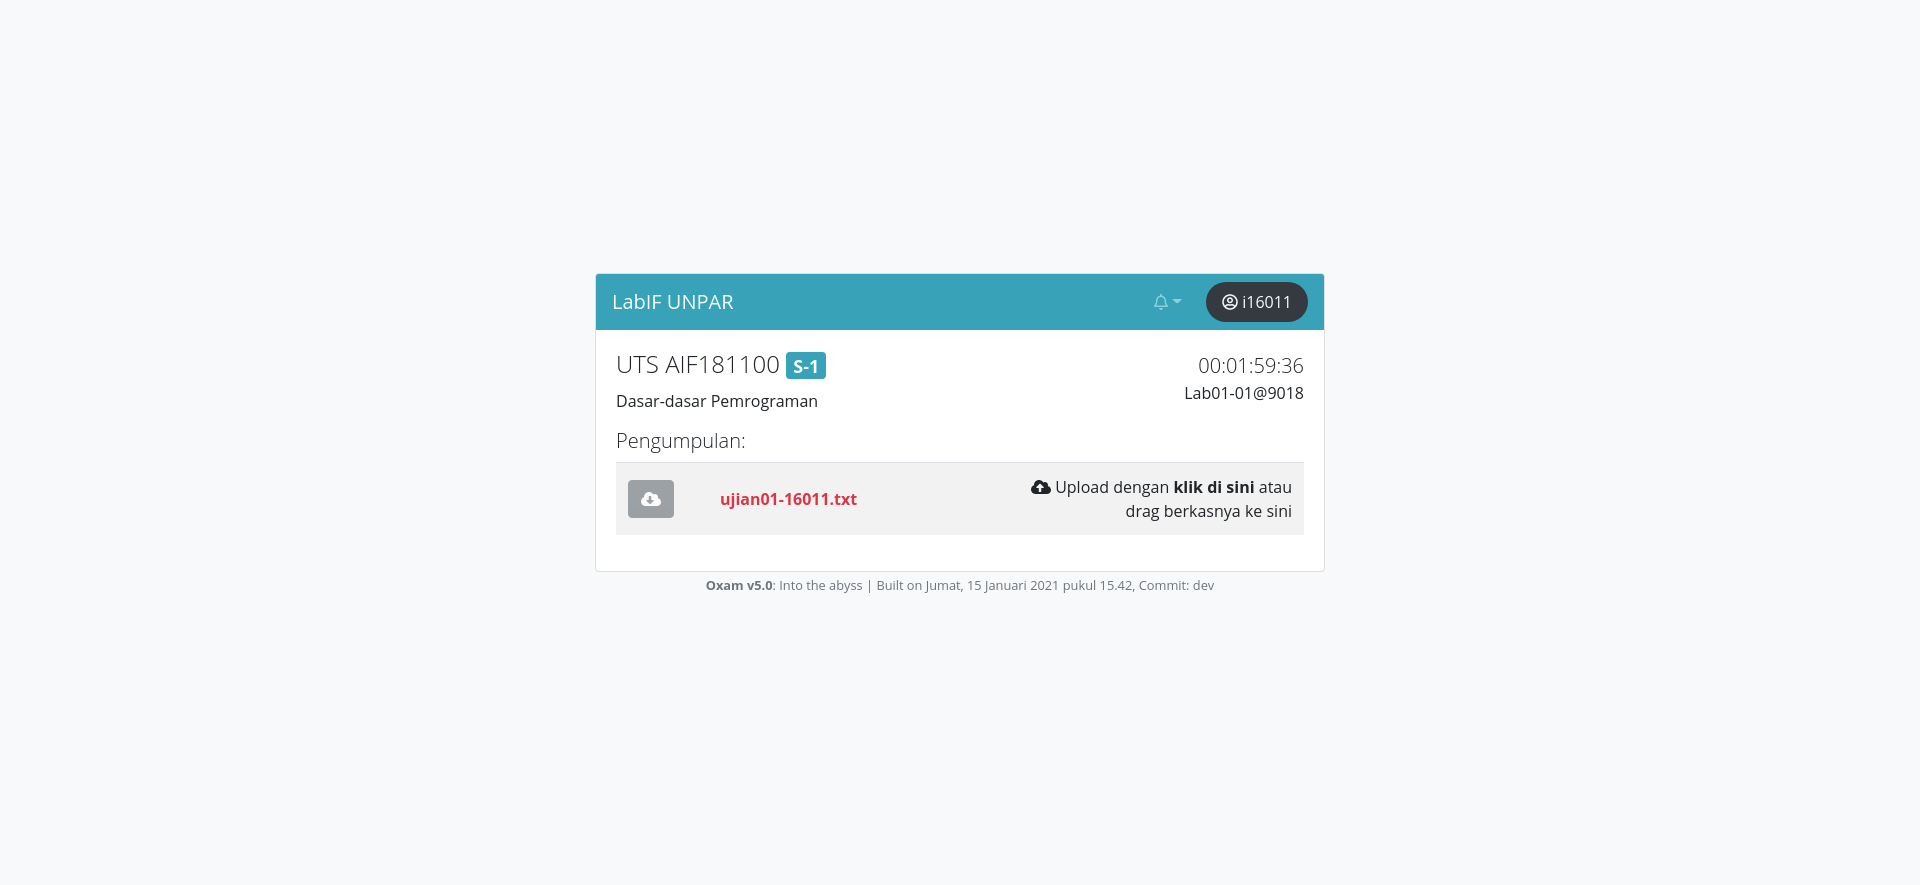 LabIF UNPAR
i16011
UTS AIF181100 S-1
00:01:59:36
Dasar-dasar Pemrograman
Lab01-01@9018
Pengumpulan:
ujian01-16011.txt
Upload dengan klik di sini atau
drag berkasnya ke sini
Oxam v5.0: Into the abyss | Built on Jumat, 15 Januari 2021 pukul 15.42, Commit: dev